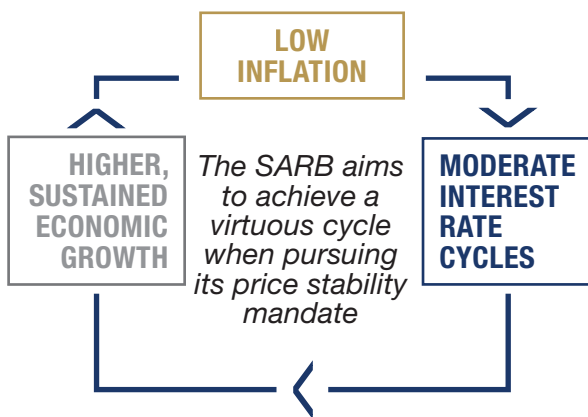 LOW
INFLATION
HIGHER,
SUSTAINED
ECONOMIC
GROWTH
The SARB aims
to achieve a
virtuous cycle
when pursuing
its price stability
mandate
MODERATE
INTEREST
RATE
CYCLES